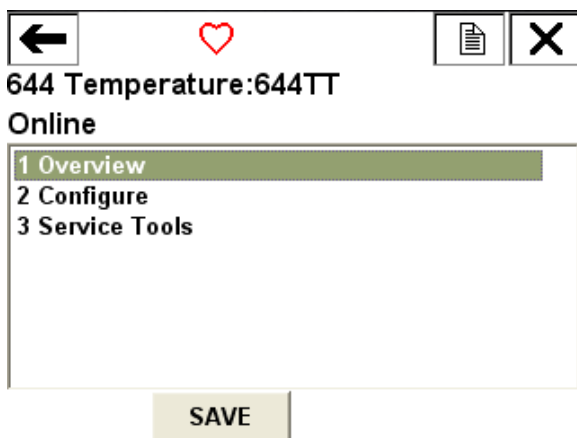 644 Temperature:644TT
Online
1 Overview
2 Configure
3 Service Tools
SAVE